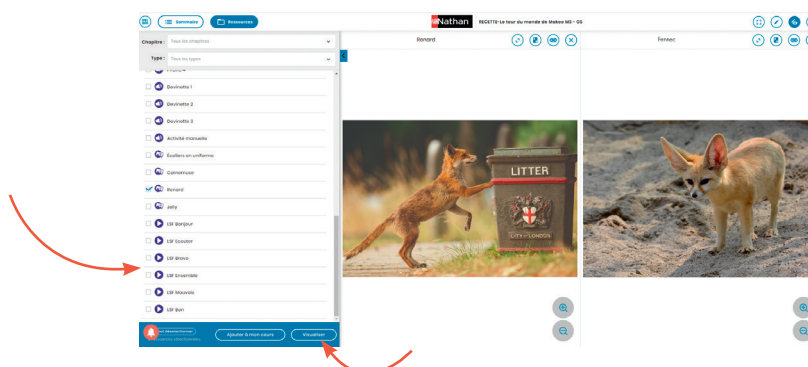 Sommaire
Ressources
Nathan
RECETTE-Le tour du monde de Makoe MS - GS
Chapitre :
Tous les chapitres
Type :
Tous les types
Renard
Fennec
Devinette 1
Devinette 2
Devinette 3
Activité manuelle
Écoliers en uniforme
Cornemuse
Renard
Jelly
LSF Bonjour
LSF Ecouter
LSF Bravo
LSF Ensemble
LSF Mauvais
LSF Bon
LITTER
CITY OF LONDON
Ajouter à mon cours
Visualiser